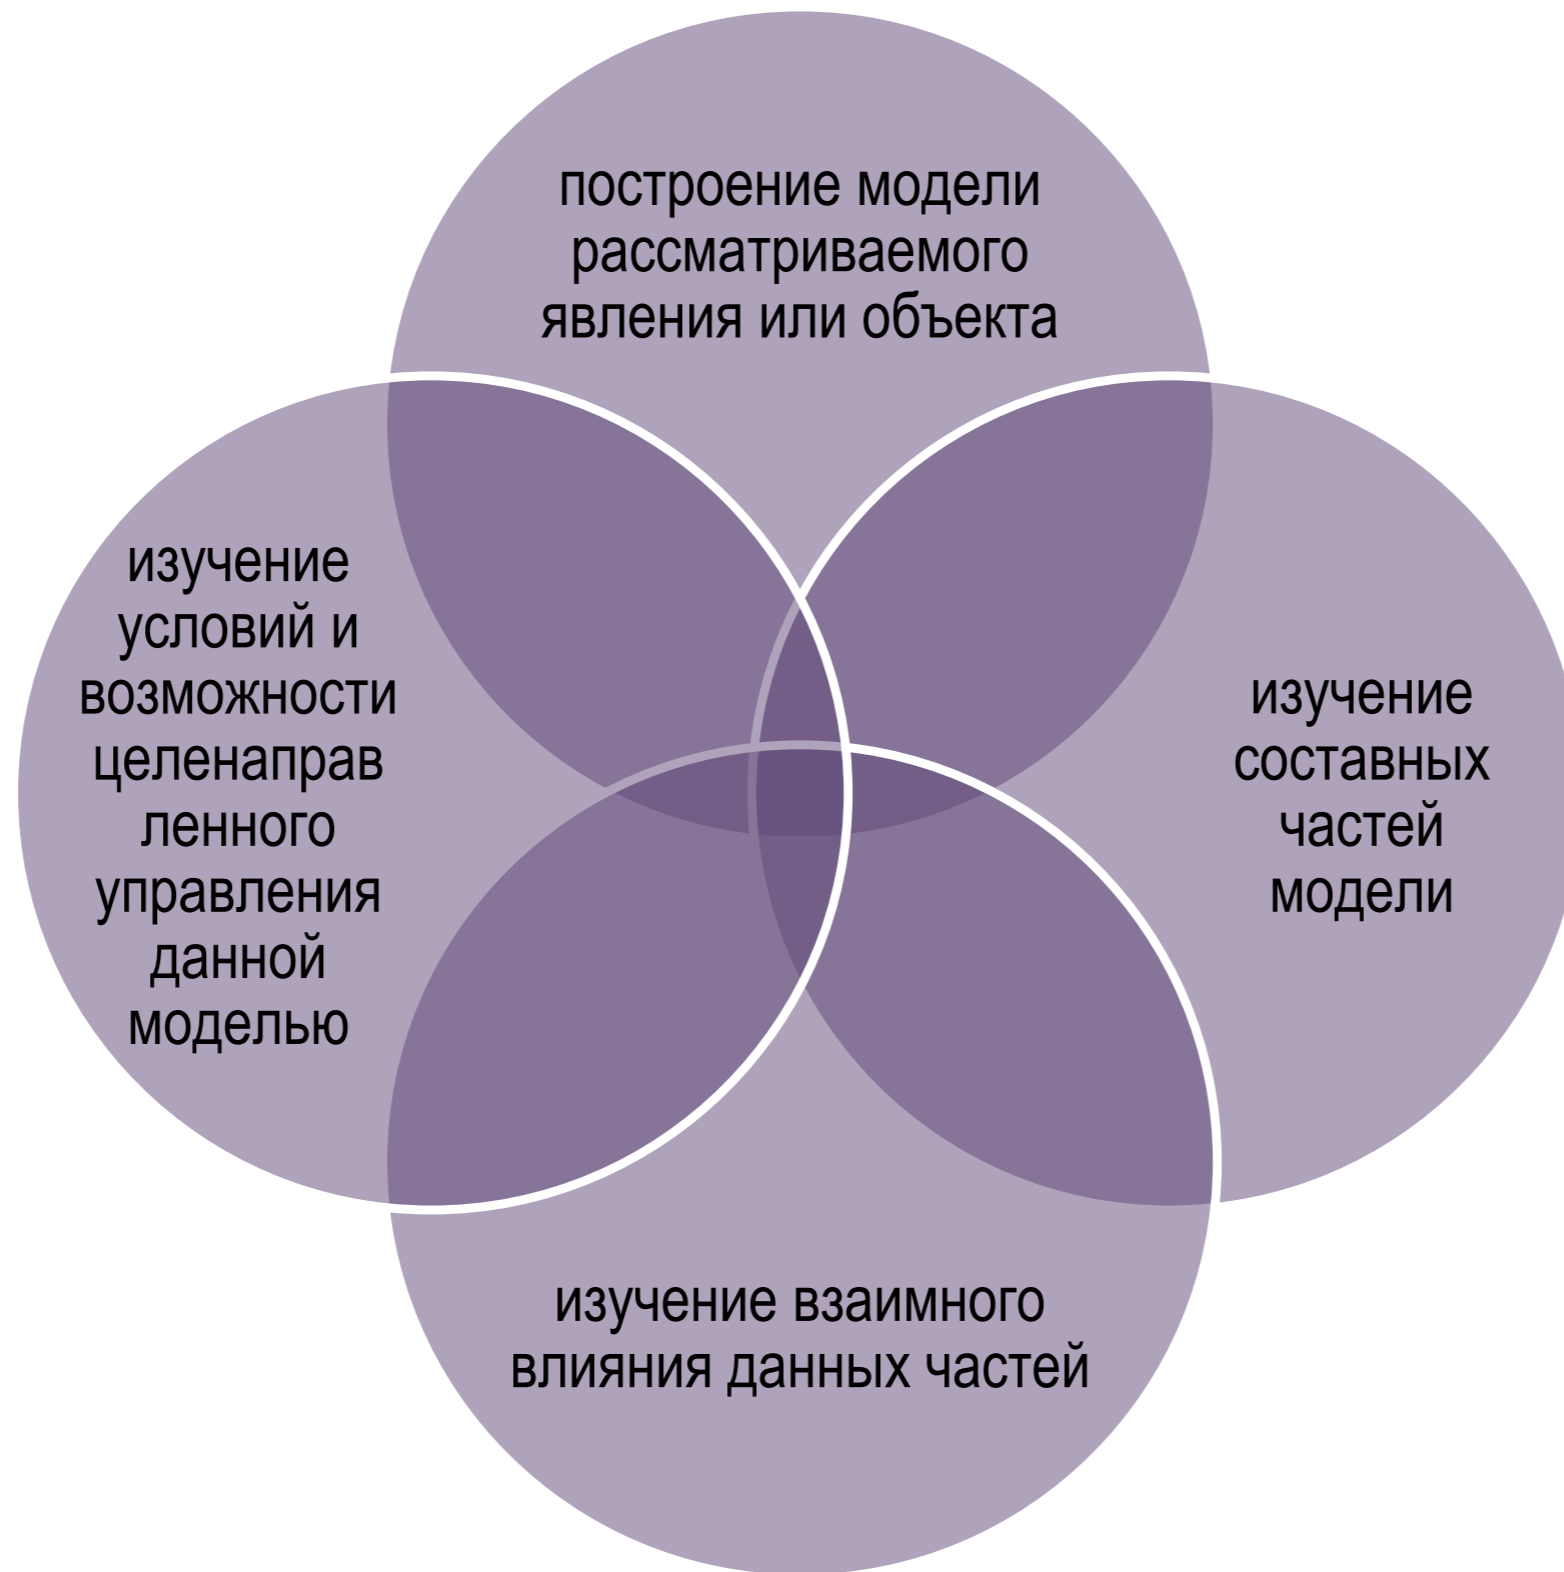 построение модели
рассматриваемого
явления или объекта
изучение
условий и
возможности
целенаправ
ленного
управления
данной
моделью
изучение
составных
частей
модели
изучение взаимного
влияния данных частей